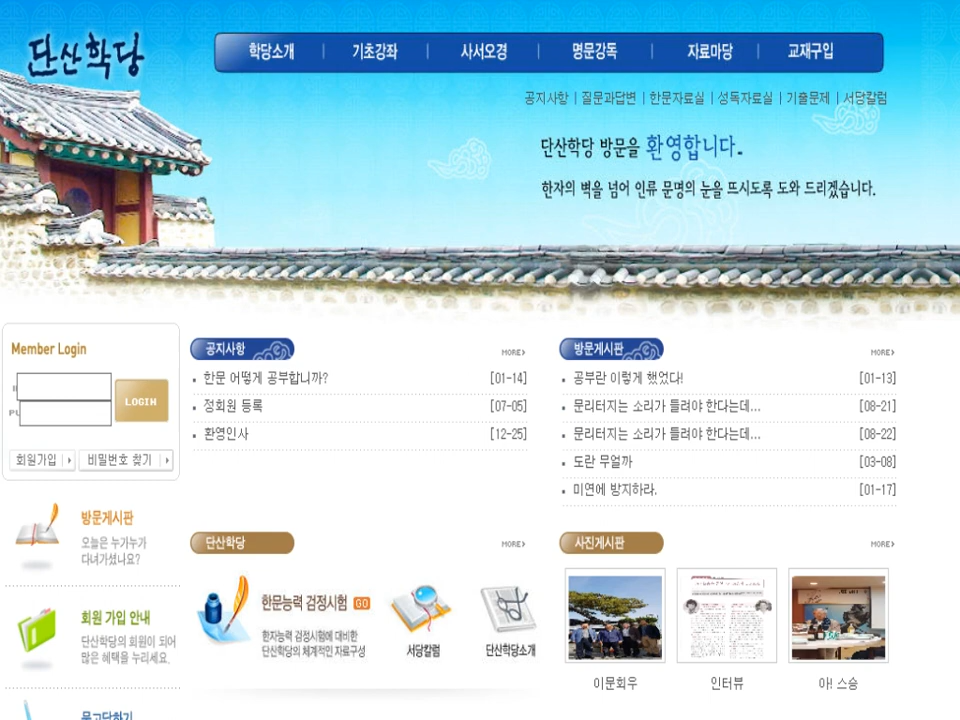 단산학당
학당소개 | 기초강좌 | 사서오경 | 명문감독 | 자료마당 | 교재구입
공지사항 | 질문과답변 | 한문자료실 | 성독자료실 | 기출문제 | 서당칼럼
단산학당 방문을 환영합니다.
한자의 벽을 넘어 인류 문명의 눈을 뜨시도록 도와 드리겠습니다.
Member Login
LOGIN
회원가입
비밀번호 찾기
공지사항
MORE
한문 어떻게 공부합니까? [01-14]
정회원 등록 [07-05]
환영인사 [12-25]
방문게시판
MORE
공부란 이렇게 했었다! [01-13]
문리터지는 소리가 들려야 한다는데... [08-21]
문리터지는 소리가 들려야 한다는데... [08-22]
도란 무얼까 [03-08]
미연에 방지하라. [01-17]
방문게시판
오늘은 누가누가
다녀가셨나요?
회원 가입 안내
단산학당의 회원이 되어
많은 혜택을 누리세요.
묻고답하기
단산학당
MORE
한문능력 검정시험 GO
한자능력 검정시험에 대비한
단산학당의 체계적인 자료구성
서당칼럼
단산학당소개
사진게시판
MORE
이문회우
인터뷰
아! 스승